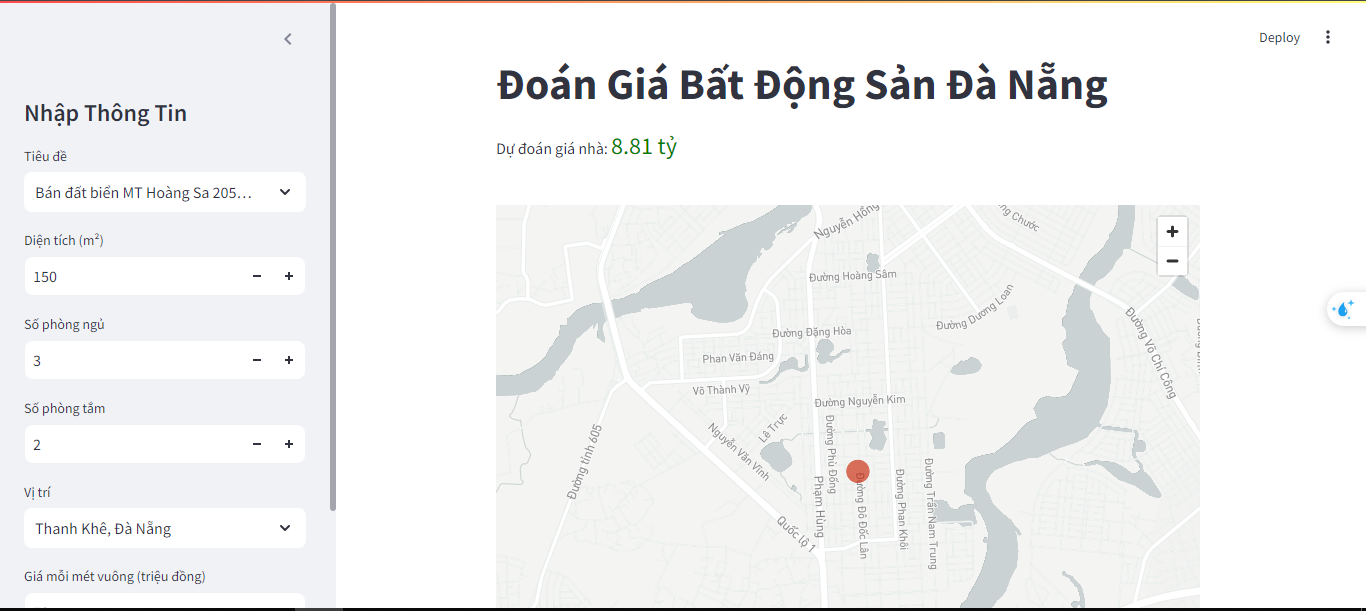 Nhập Thông Tin
Tiêu đề
Bán đất biển MT Hoàng Sa 205...
Diện tích (m²)
150
Số phòng ngủ
3
Số phòng tắm
2
Vị trí
Thanh Khê, Đà Nẵng
Giá mỗi mét vuông (triệu đồng)
Deploy
Đoán Giá Bất Động Sản Đà Nẵng
Dự đoán giá nhà: 8.81 tỷ
Nguyễn Hồng
ng Chước
Đường Hoàng Sâm
Đường Dương Loan
Đường Đặng Hòa
Phan Văn Đáng
Đường Võ Chí Công
Võ Thành Vỹ
Đường Nguyễn Kim
Lê Trực
Nguyễn Văn Vĩnh
Đường Phù Đổng
Đường tỉnh 605
Phạm Hùng
Đường Đô Đốc Lân
Đường Phan Khôi
Đường Trần Nam Trung
Quốc lộ 1